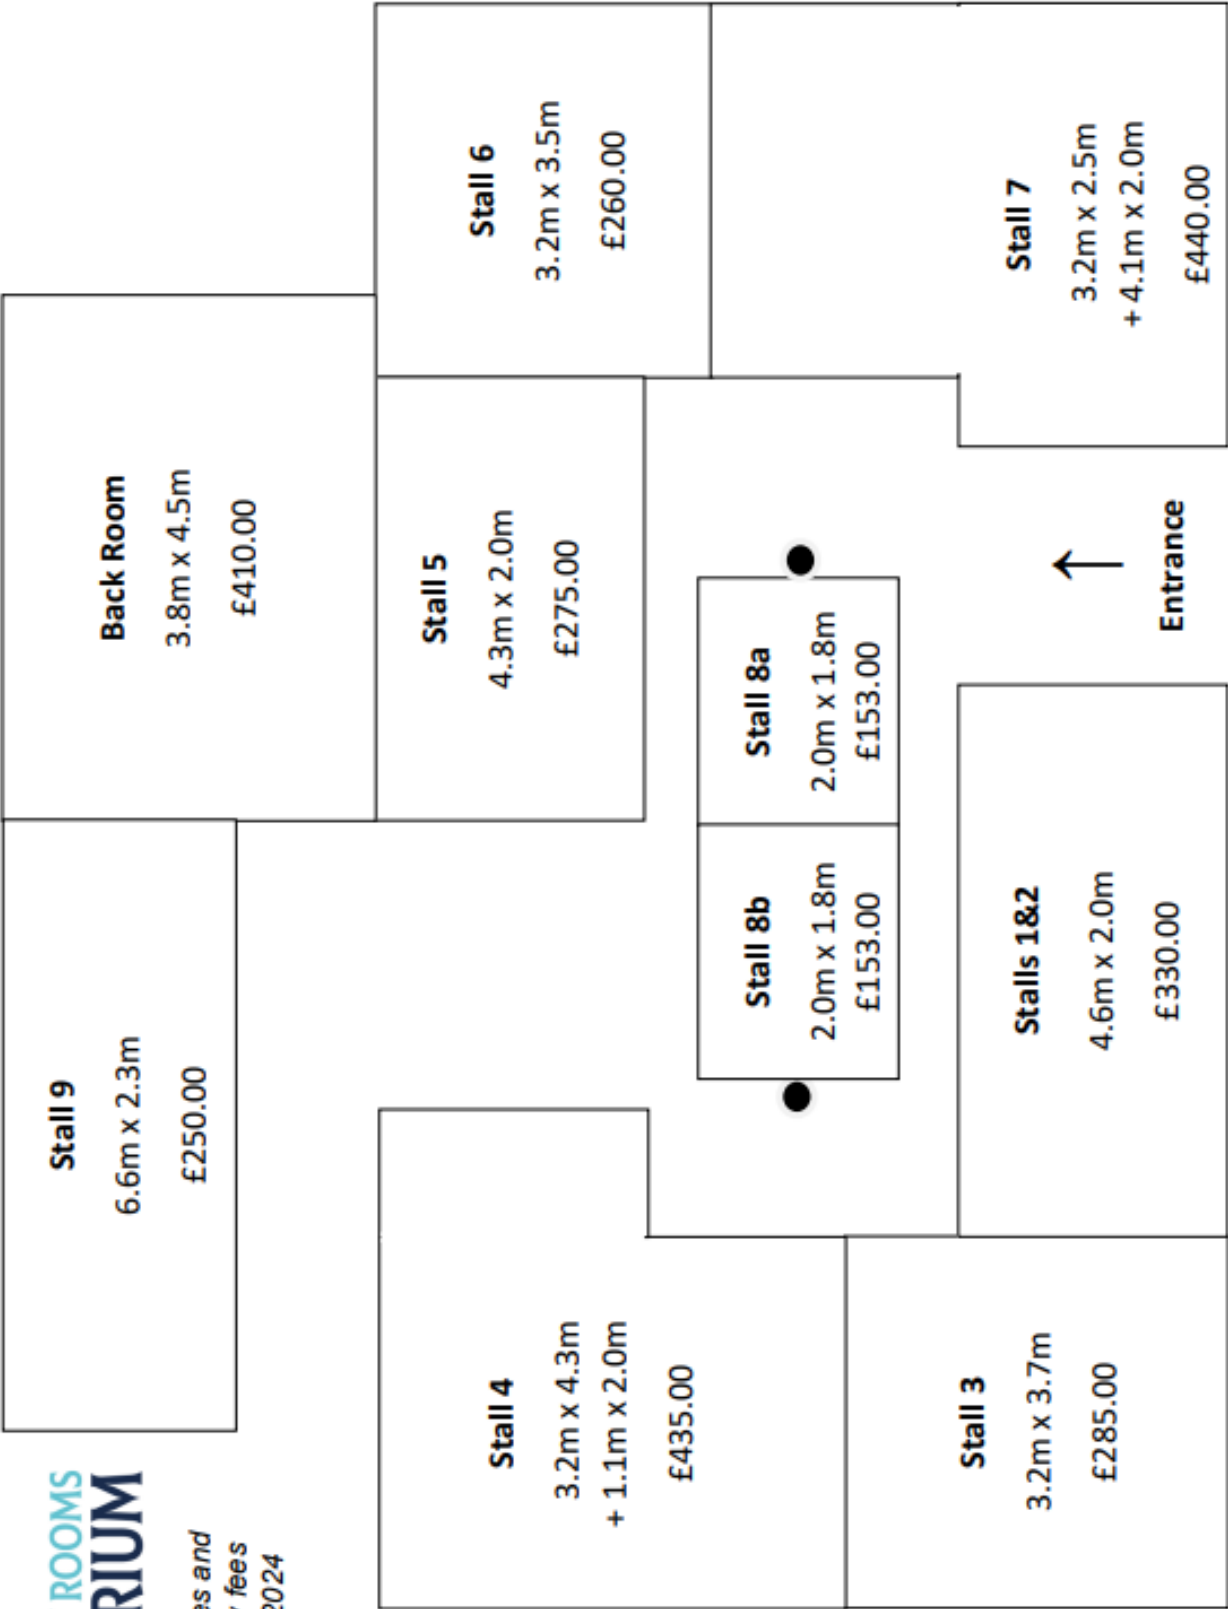 ROOMS
RIUM
es and
fees
2024
Stall 9
6.6m x 2.3m
£250.00
Back Room
3.8m x 4.5m
£410.00
Stall 4
3.2m x 4.3m
+ 1.1m x 2.0m
£435.00
Stall 5
4.3m x 2.0m
£275.00
Stall 6
3.2m x 3.5m
£260.00
Stall 8b
2.0m x 1.8m
£153.00
Stall 8a
2.0m x 1.8m
£153.00
Stall 3
3.2m x 3.7m
£285.00
Stalls 1&2
4.6m x 2.0m
£330.00
Entrance
Stall 7
3.2m x 2.5m
+ 4.1m x 2.0m
£440.00